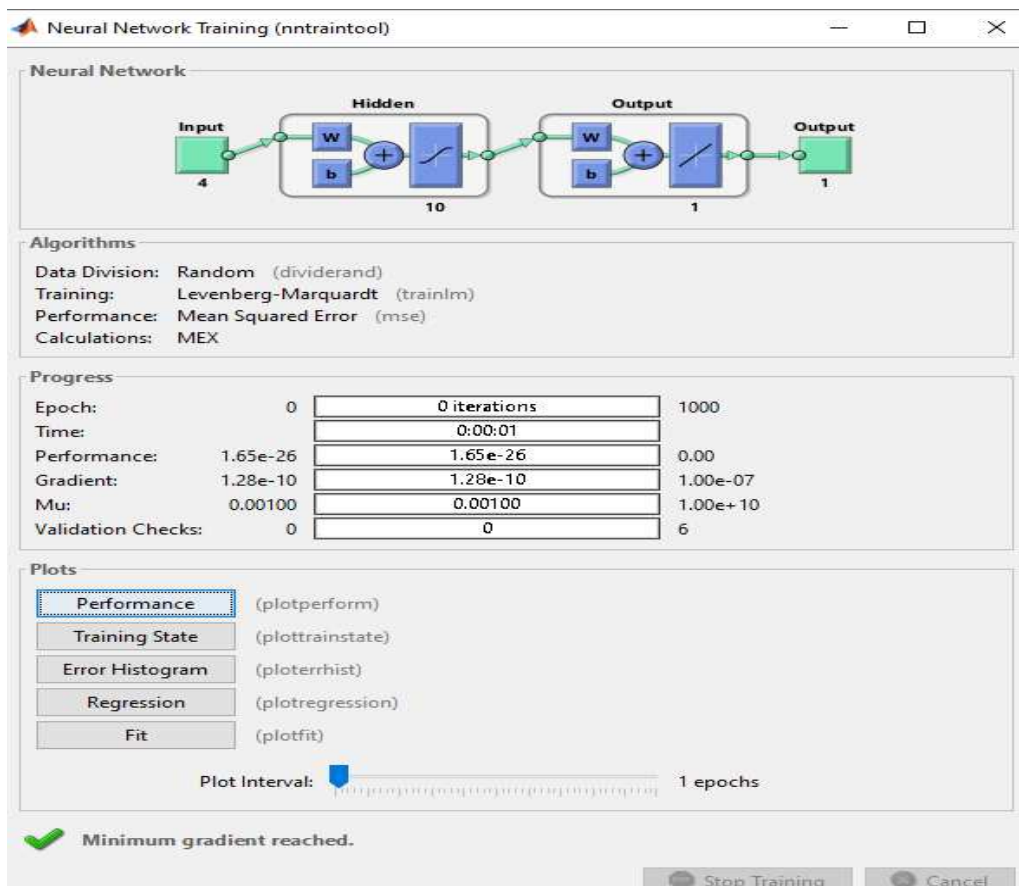 Neural Network Training (nntraintool)
Neural Network
Hidden
Output
Input
W
b
+
W
b
+
Output
4
10
1
1
Algorithms
Data Division: Random (dividerand)
Training: Levenberg-Marquardt (trainlm)
Performance: Mean Squared Error (mse)
Calculations: MEX
Progress
Epoch: 0 0 iterations 1000
Time: 0:00:01
Performance: 1.65e-26 1.65e-26 0.00
Gradient: 1.28e-10 1.28e-10 1.00e-07
Mu: 0.00100 0.00100 1.00e+10
Validation Checks: 0 0 6
Plots
Performance (plotperform)
Training State (plottrainstate)
Error Histogram (ploterrhist)
Regression (plotregression)
Fit (plotfit)
Plot Interval: 1 epochs
Minimum gradient reached.
Stop Training Cancel